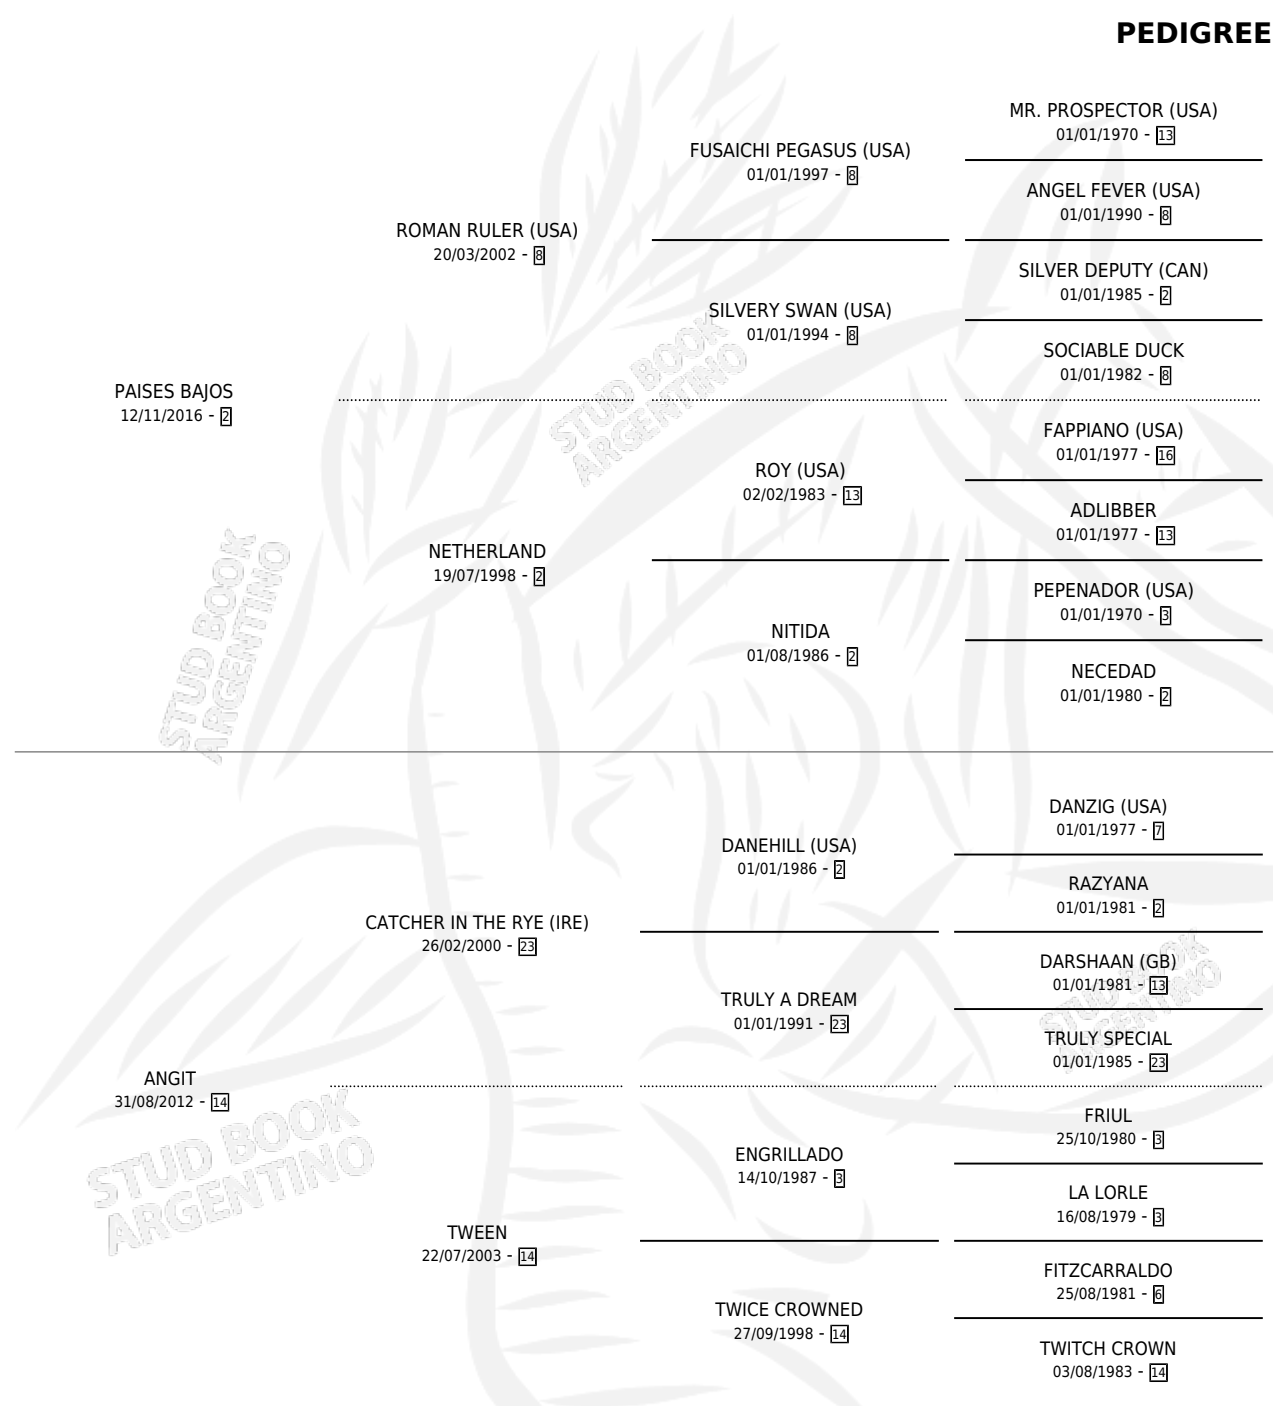 PEDIGREE
MR. PROSPECTOR (USA)
01/01/1970 - 13
FUSAICHI PEGASUS (USA)
01/01/1997 - 8
ANGEL FEVER (USA)
01/01/1990 - 8
ROMAN RULER (USA)
20/03/2002 - 8
SILVER DEPUTY (CAN)
01/01/1985 - 2
SILVERY SWAN (USA)
01/01/1994 - 8
SOCIABLE DUCK
01/01/1982 - 8
PAISES BAJOS
12/11/2016 - 2
FAPPIANO (USA)
01/01/1977 - 16
ROY (USA)
02/02/1983 - 13
ADLIBBER
01/01/1977 - 13
NETHERLAND
19/07/1998 - 2
PEPENADOR (USA)
01/01/1970 - 3
NITIDA
01/08/1986 - 2
NECEDAD
01/01/1980 - 2
STUD BOOK
ARGENTINO
STUD BOOK
ARGENTINO
DANZIG (USA)
01/01/1977 - 7
DANEHILL (USA)
01/01/1986 - 2
RAZYANA
01/01/1981 - 2
CATCHER IN THE RYE (IRE)
26/02/2000 - 23
DARSHAAN (GB)
01/01/1981 - 13
TRULY A DREAM
01/01/1991 - 23
TRULY SPECIAL
01/01/1985 - 23
STUD BOOK
ARGENTINO
ANGIT
31/08/2012 - 14
FRIUL
25/10/1980 - 3
ENGRILLADO
14/10/1987 - 3
LA LORLE
16/08/1979 - 3
TWEEN
22/07/2003 - 14
FITZCARRALDO
25/08/1981 - 6
TWICE CROWNED
27/09/1998 - 14
TWITCH CROWN
03/08/1983 - 14
STUD BOOK
ARGENTINO